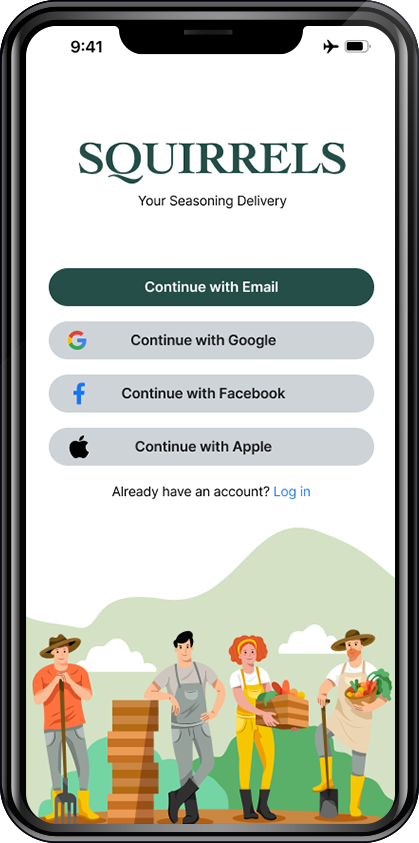 9:41
SQUIRRELS
Your Seasoning Delivery
Continue with Email
Continue with Google
Continue with Facebook
Continue with Apple
Already have an account? Log in